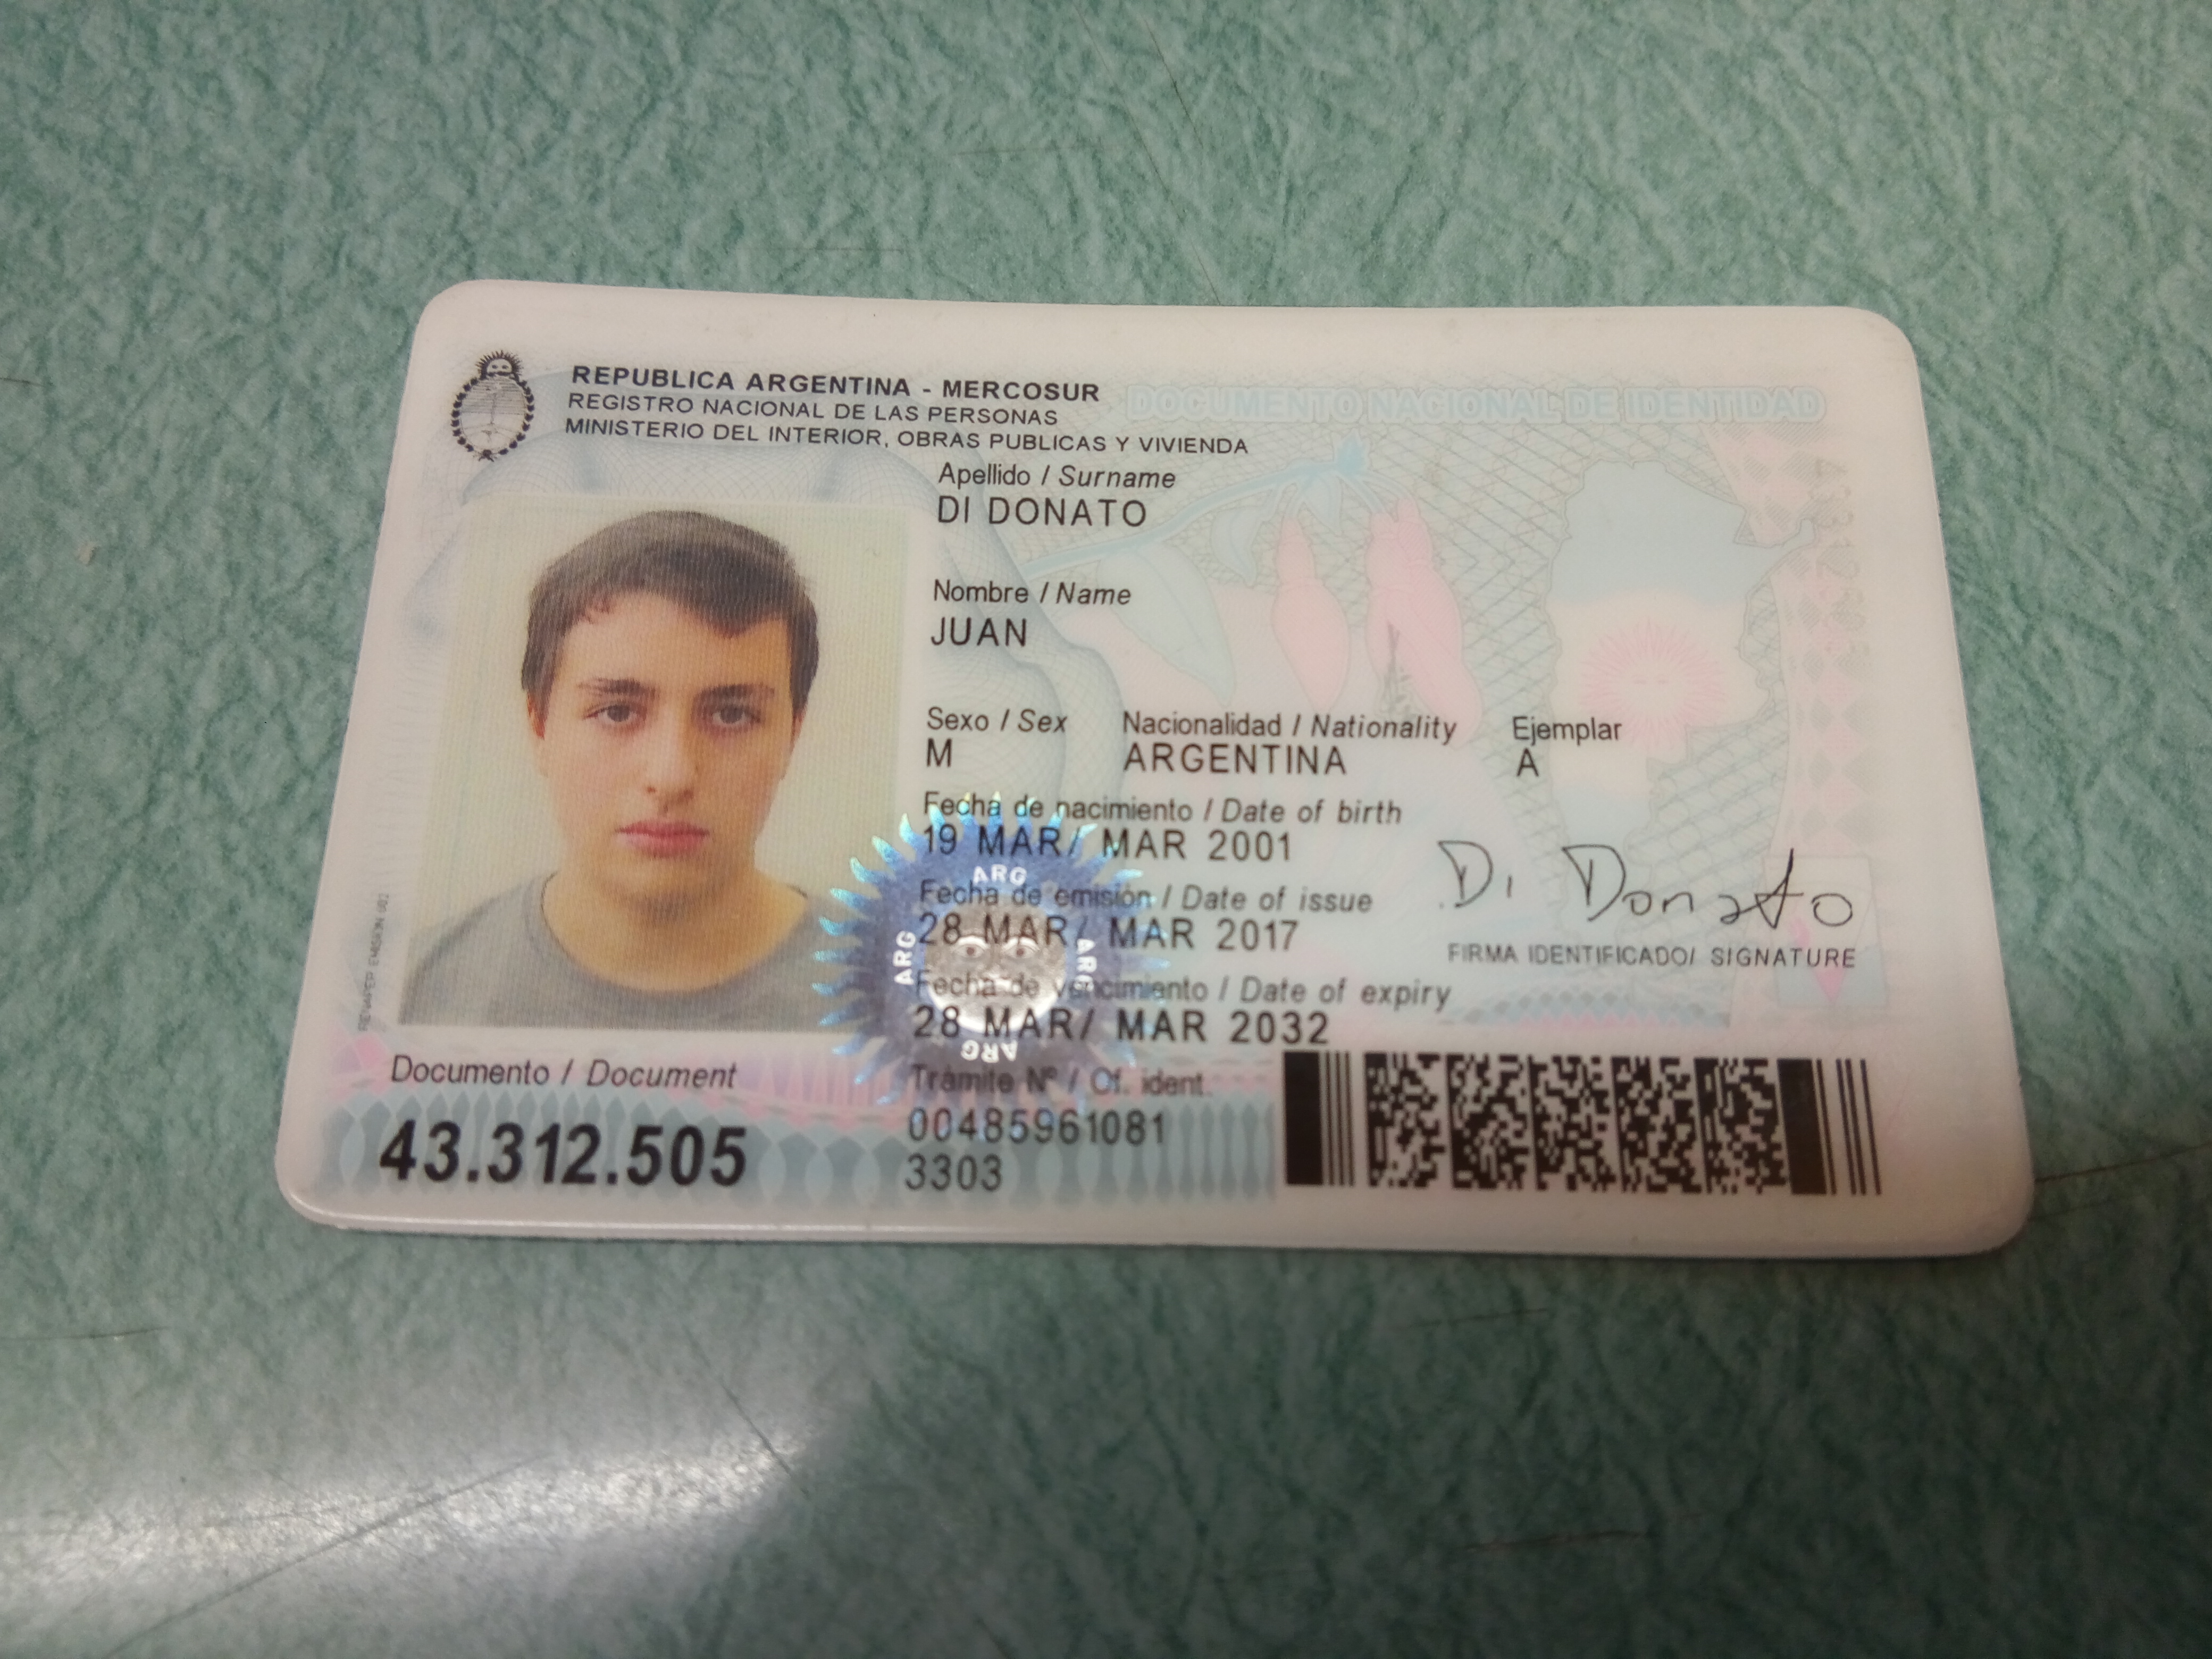 REPUBLICA ARGENTINA - MERCOSUR
REGISTRO NACIONAL DE LAS PERSONAS
MINISTERIO DEL INTERIOR, OBRAS PUBLICAS Y VIVIENDA
DOCUMENTO NACIONAL DE IDENTIDAD
Apellido / Surname
DI DONATO
Nombre / Name
JUAN
Sexo / Sex Nacionalidad / Nationality Ejemplar
M ARGENTINA A
Fecha de nacimiento / Date of birth
19 MAR/ MAR 2001
Fecha de emisión / Date of issue
28 MAR/ MAR 2017
Fecha de vencimiento / Date of expiry
28 MAR/ MAR 2032
ARG
ARG
ARG
ARG
Di Donato
FIRMA IDENTIFICADO/ SIGNATURE
Documento / Document
43.312.505
Trámite Nº / Of. ident.
00485961081
3303